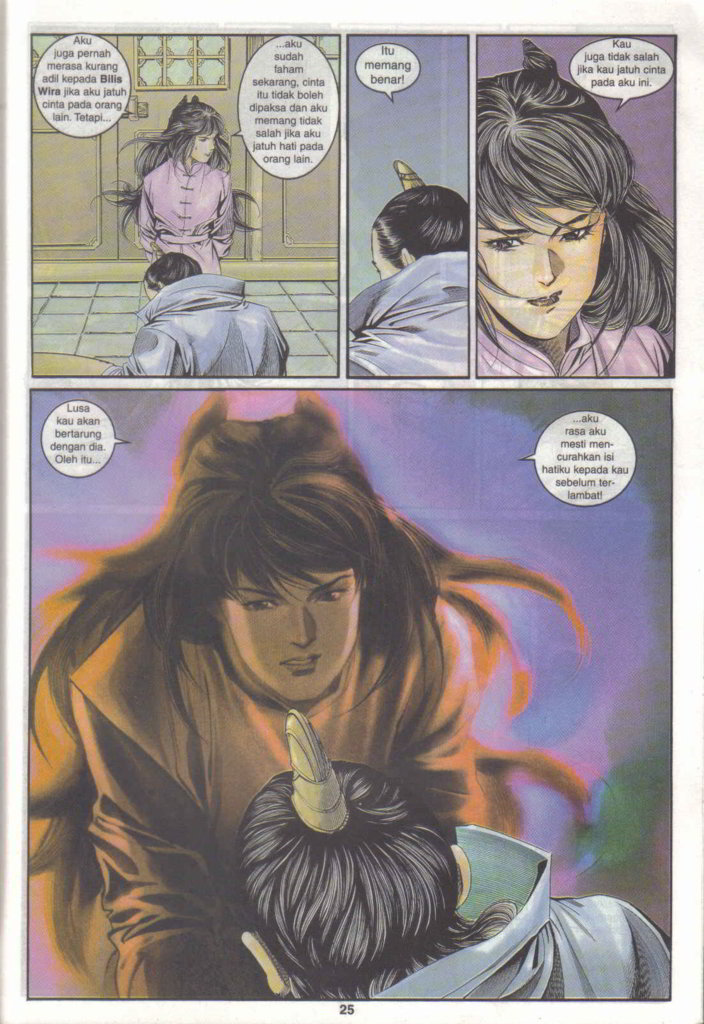 Aku
juga pernah
merasa kurang
adil kepada Bilis
Wira jika aku jatuh
cinta pada orang
lain. Tetapi...
...aku
sudah
faham
sekarang, cinta
itu tidak boleh
dipaksa dan aku
memang tidak
salah jika aku
jatuh hati pada
orang lain.
Itu
memang
benar!
Kau
juga tidak salah
jika kau jatuh cinta
pada aku ini.
Lusa
kau akan
bertarung
dengan dia.
Oleh itu...
...aku
rasa aku
mesti men-
curahkan isi
hatiku kepada kau
sebelum ter-
lambat!
25